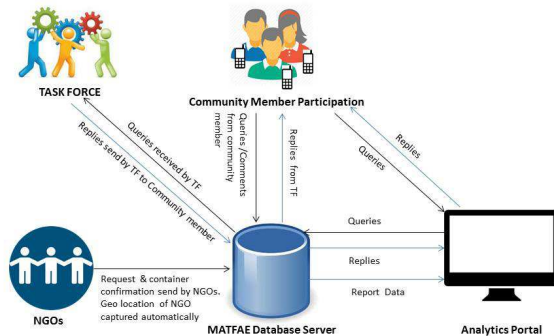 TASK FORCE
Community Member Participation
Queries received by TF
Replies send by TF to Community member
Queries /Comments
from community
member
Replies from TF
Replies
Queries
Queries
Replies
Report Data
Request & container
confirmation send by NGOs.
Geo location of NGO
captured automatically
NGOs
MATFAE Database Server
Analytics Portal